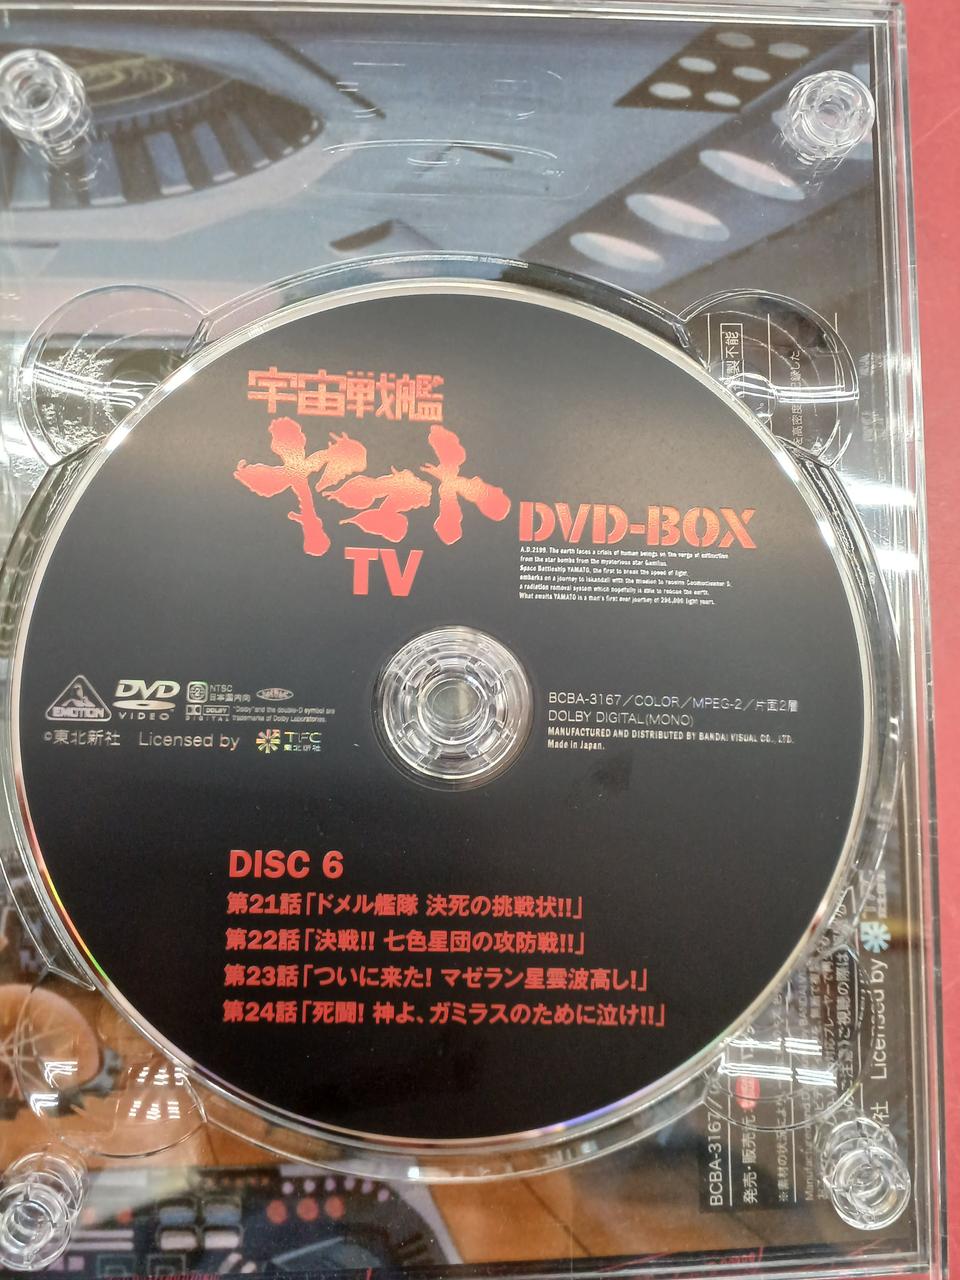 宇宙戦艦
ヤマト
TV
DVD-BOX
A.D.2199. The earth faces a crisis of human beings on the verge of extinction
from the star bombs from the mysterious star Gamilus.
Space Battleship YAMATO, the first to break the speed of light,
embarks on a journey to Iskandall with the mission to receive Cosmocleaner D,
a radiation removal system which hopefully is able to rescue the earth.
What awaits YAMATO is a man's first ever journey of 296,000 light years.
EMOTION
DVD
VIDEO
2
NTSC
日本国内向
DOLBY
DIGITAL
"Dolby" and the double-D symbol are
trademarks of Dolby Laboratories.
©東北新社 Licensed by TFC
東北新社
BCBA-3167/COLOR/MPEG-2/片面2層
DOLBY DIGITAL(MONO)
MANUFACTURED AND DISTRIBUTED BY BANDAI VISUAL CO., LTD.
Made in Japan.
DISC 6
第21話「ドメル艦隊 決死の挑戦状!!」
第22話「決戦!! 七色星団の攻防戦!!」
第23話「ついに来た! マゼラン星雲波高し!」
第24話「死闘! 神よ、ガミラスのために泣け!!」
製不能
BCBA-3167
発売・販売元:
Licensed by